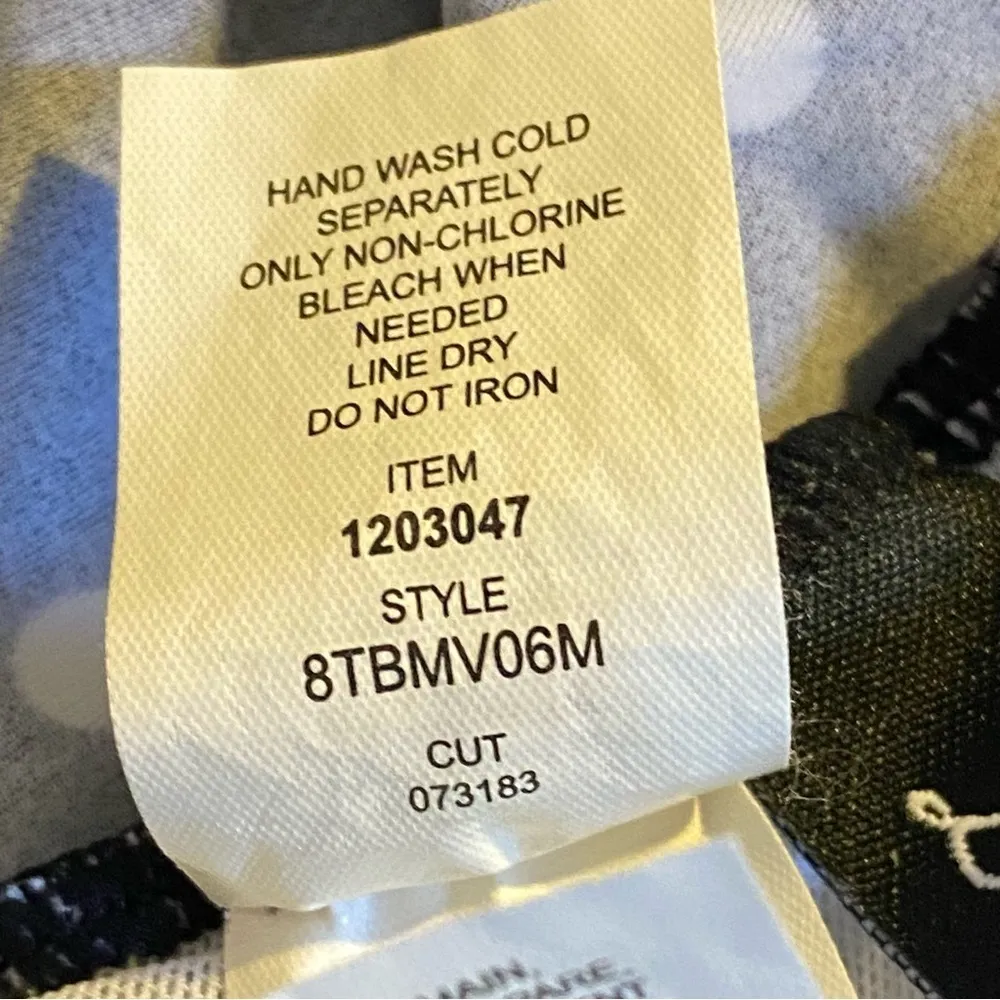 HAND WASH COLD
SEPARATELY
ONLY NON-CHLORINE
BLEACH WHEN
NEEDED
LINE DRY
DO NOT IRON
ITEM
1203047
STYLE
8TBMV06M
CUT
073183